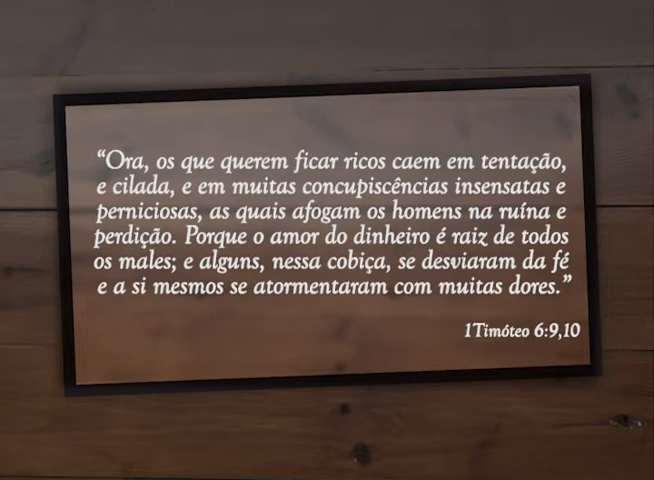 “Ora, os que querem ficar ricos caem em tentação,
e cilada, e em muitas concupiscências insensatas e
perniciosas, as quais afogam os homens na ruína e
perdição. Porque o amor do dinheiro é raiz de todos
os males; e alguns, nessa cobiça, se desviaram da fé
e a si mesmos se atormentaram com muitas dores.”
1Timóteo 6:9,10